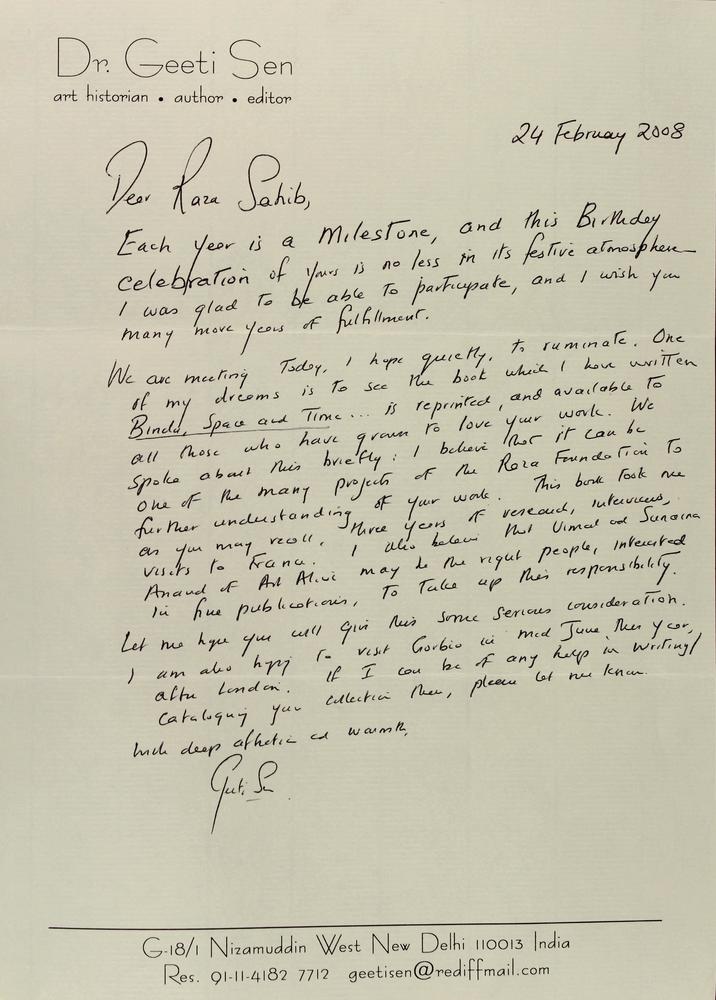 Dr. Geeti Sen
art historian • author • editor
24 February 2008
Dear Raza Sahib,
Each year is a Milestone, and this Birthday
celebration of yours is no less in its festive atmosphere
I was glad to be able to participate, and I wish you
many more years of fulfillment.
We are meeting Today, I hope quietly, to ruminate. One
of my dreams is to see the book which I have written
Bindu, Space and Time... is reprinted, and available to
all those who have grown to love your work. We
spoke about this briefly: I believe that it can be
one of the many projects of the Raza Foundation to
further understanding of your work. This book took me
as you may recall, three years of research, interviews,
visits to France. I also believe that Vimal and Sunaina
Anand of Art Alive may be the right people, interested
in fine publications, to take up this responsibility.
Let me hope you will give this some serious consideration.
I am also hoping to visit Gorbio in mid June this year,
after London. If I can be of any help in writing/
cataloguing your collection then, please let me know.
With deep affection and warmth,
Geeti Sen
G-18/1 Nizamuddin West New Delhi 110013 India
Res. 91-11-4182 7712 geetisen@rediffmail.com